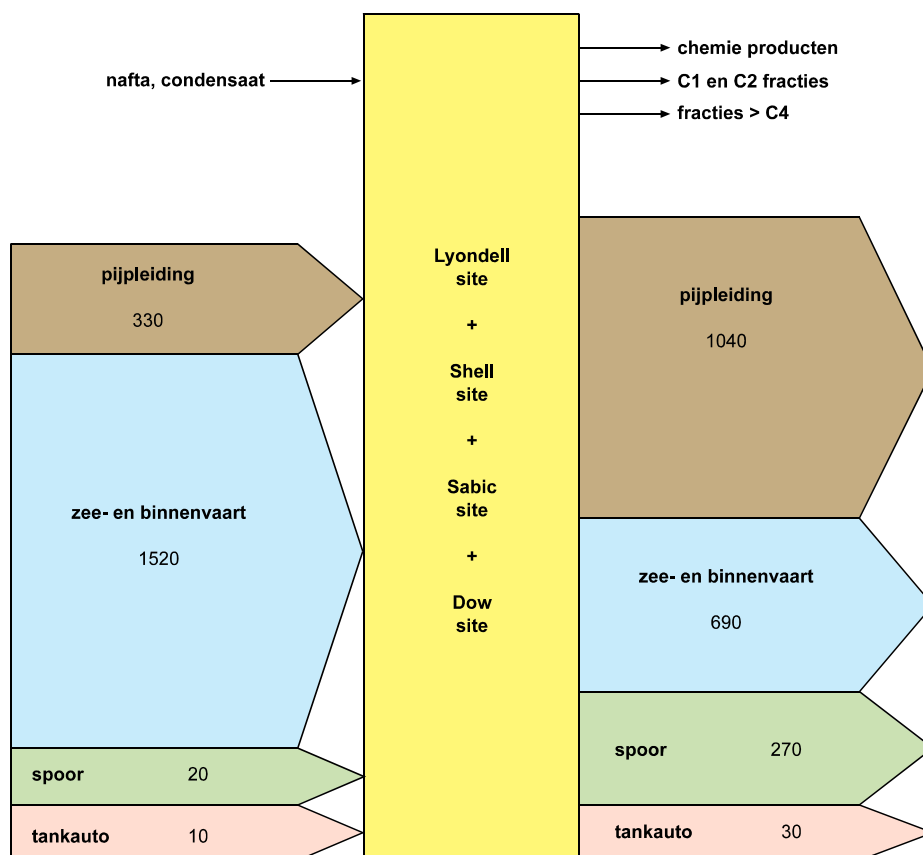 nafta, condensaat
chemie producten
C1 en C2 fracties
fracties > C4
pijpleiding
330
zee- en binnenvaart
1520
spoor 20
tankauto 10
Lyondell
site
+
Shell
site
+
Sabic
site
+
Dow
site
pijpleiding
1040
zee- en binnenvaart
690
spoor 270
tankauto 30